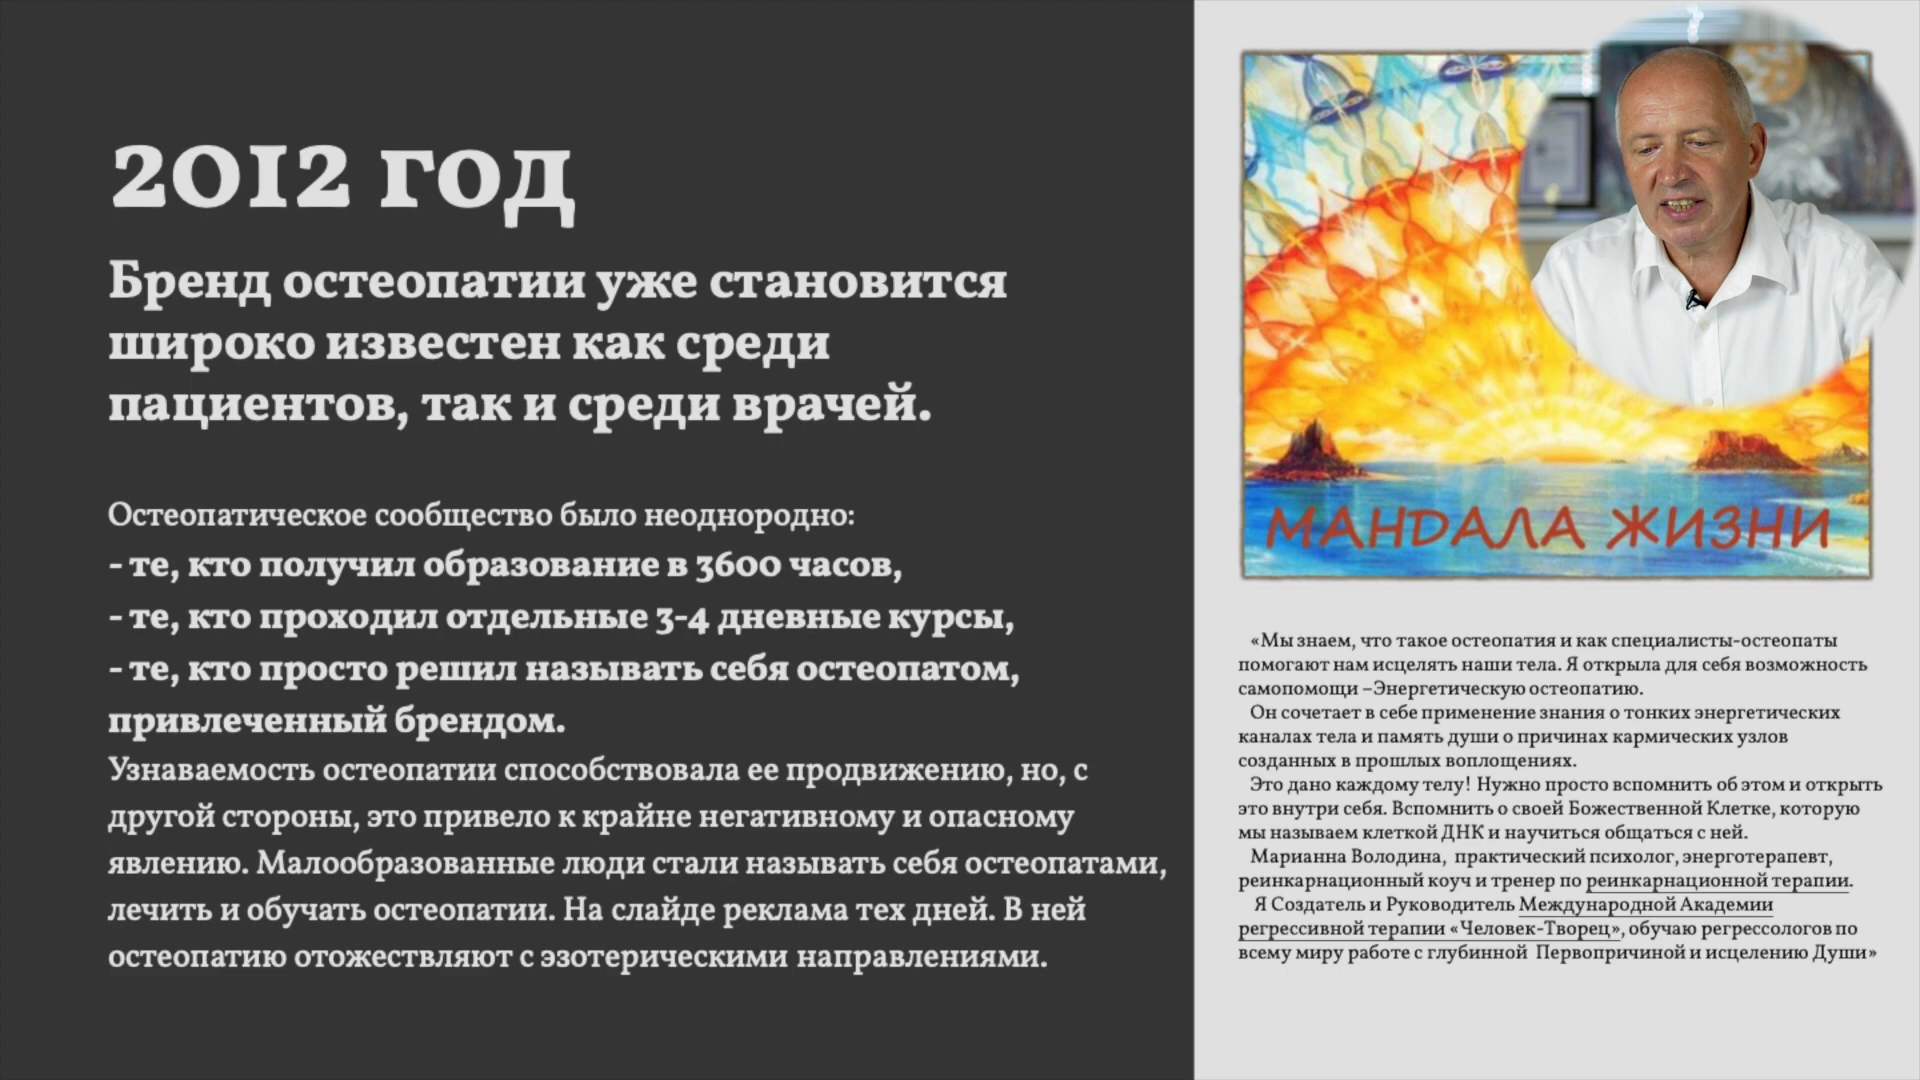 2012 год
Бренд остеопатии уже становится
широко известен как среди
пациентов, так и среди врачей.
Остеопатическое сообщество было неоднородно:
- те, кто получил образование в 3600 часов,
- те, кто проходил отдельные 3-4 дневные курсы,
- те, кто просто решил называть себя остеопатом,
привлеченный брендом.
Узнаваемость остеопатии способствовала ее продвижению, но, с
другой стороны, это привело к крайне негативному и опасному
явлению. Малообразованные люди стали называть себя остеопатами,
лечить и обучать остеопатии. На слайде реклама тех дней. В ней
остеопатию отожествляют с эзотерическими направлениями.
МАНДАЛА ЖИЗНИ
«Мы знаем, что такое остеопатия и как специалисты-остеопаты
помогают нам исцелять наши тела. Я открыла для себя возможность
самопомощи –Энергетическую остеопатию.
Он сочетает в себе применение знания о тонких энергетических
каналах тела и память души о причинах кармических узлов
созданных в прошлых воплощениях.
Это дано каждому телу! Нужно просто вспомнить об этом и открыть
это внутри себя. Вспомнить о своей Божественной Клетке, которую
мы называем клеткой ДНК и научиться общаться с ней.
Марианна Володина, практический психолог, энерготерапевт,
реинкарнационный коуч и тренер по реинкарнационной терапии.
Я Создатель и Руководитель Международной Академии
регрессивной терапии «Человек-Творец», обучаю регрессологов по
всему миру работе с глубинной Первопричиной и исцелению Души»